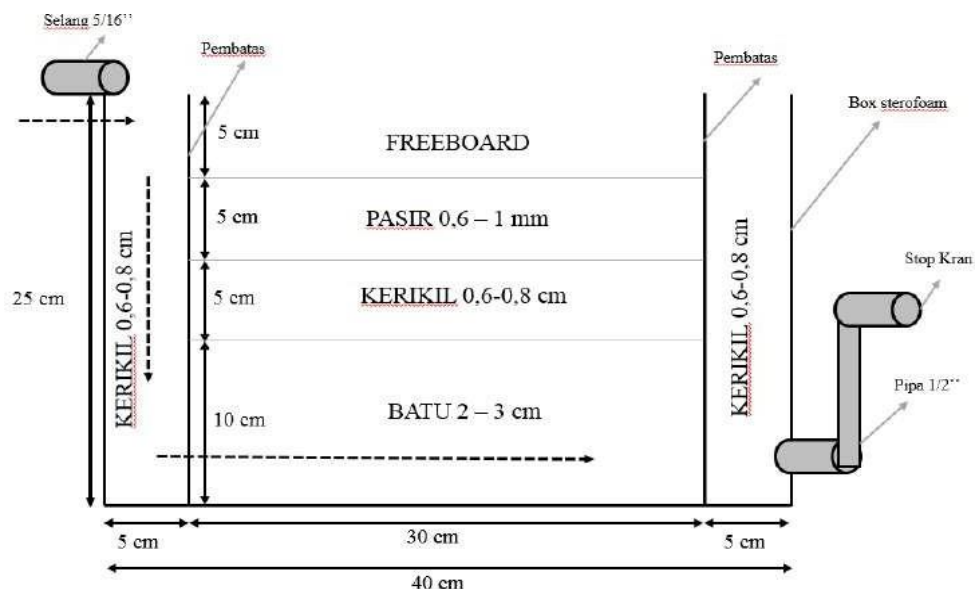 Selang 5/16’’
Pembatas
Pembatas
Box sterofoam
5 cm
FREEBOARD
5 cm
PASIR 0,6 – 1 mm
Stop Kran
25 cm
KERIKIL 0,6-0,8 cm
5 cm
KERIKIL 0,6-0,8 cm
KERIKIL 0,6-0,8 cm
Pipa 1/2’’
10 cm
BATU 2 – 3 cm
5 cm
30 cm
5 cm
40 cm